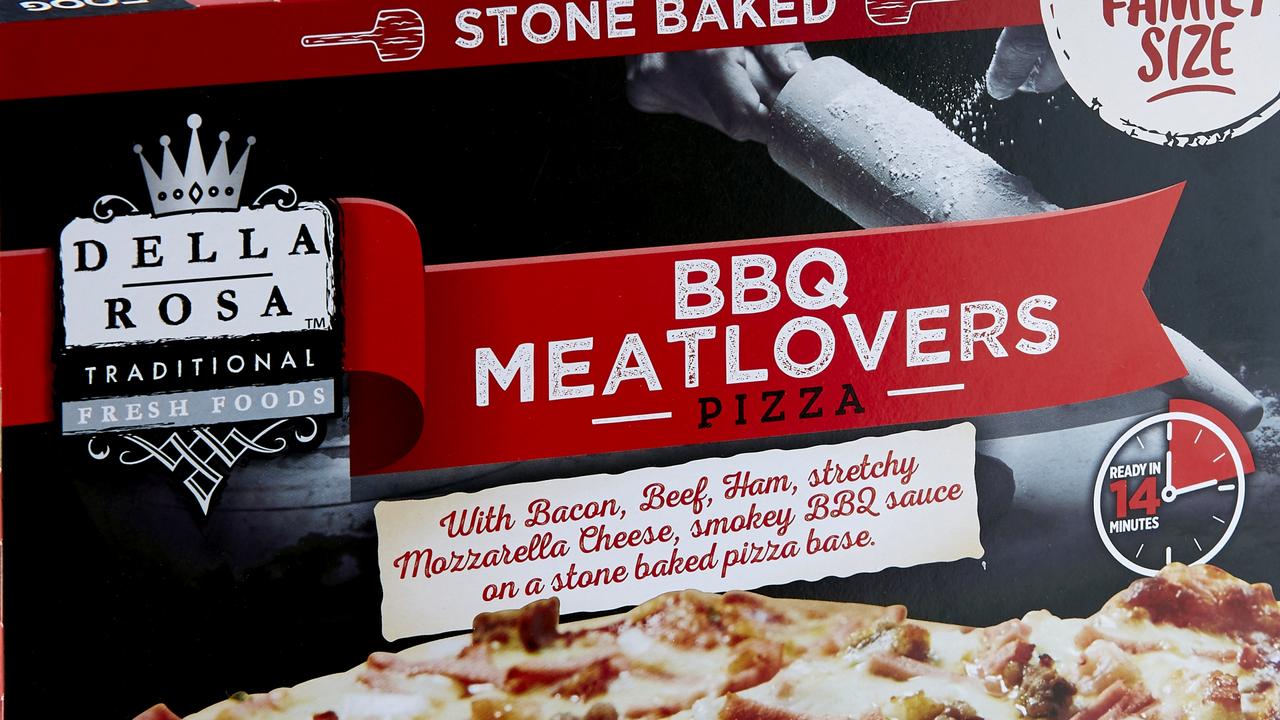 STONE BAKED
FAMILY
SIZE
DELLA
ROSA
TM
TRADITIONAL
FRESH FOODS
BBQ
MEATLOVERS
PIZZA
With Bacon, Beef, Ham, stretchy
Mozzarella Cheese, smokey BBQ sauce
on a stone baked pizza base.
READY IN
14
MINUTES